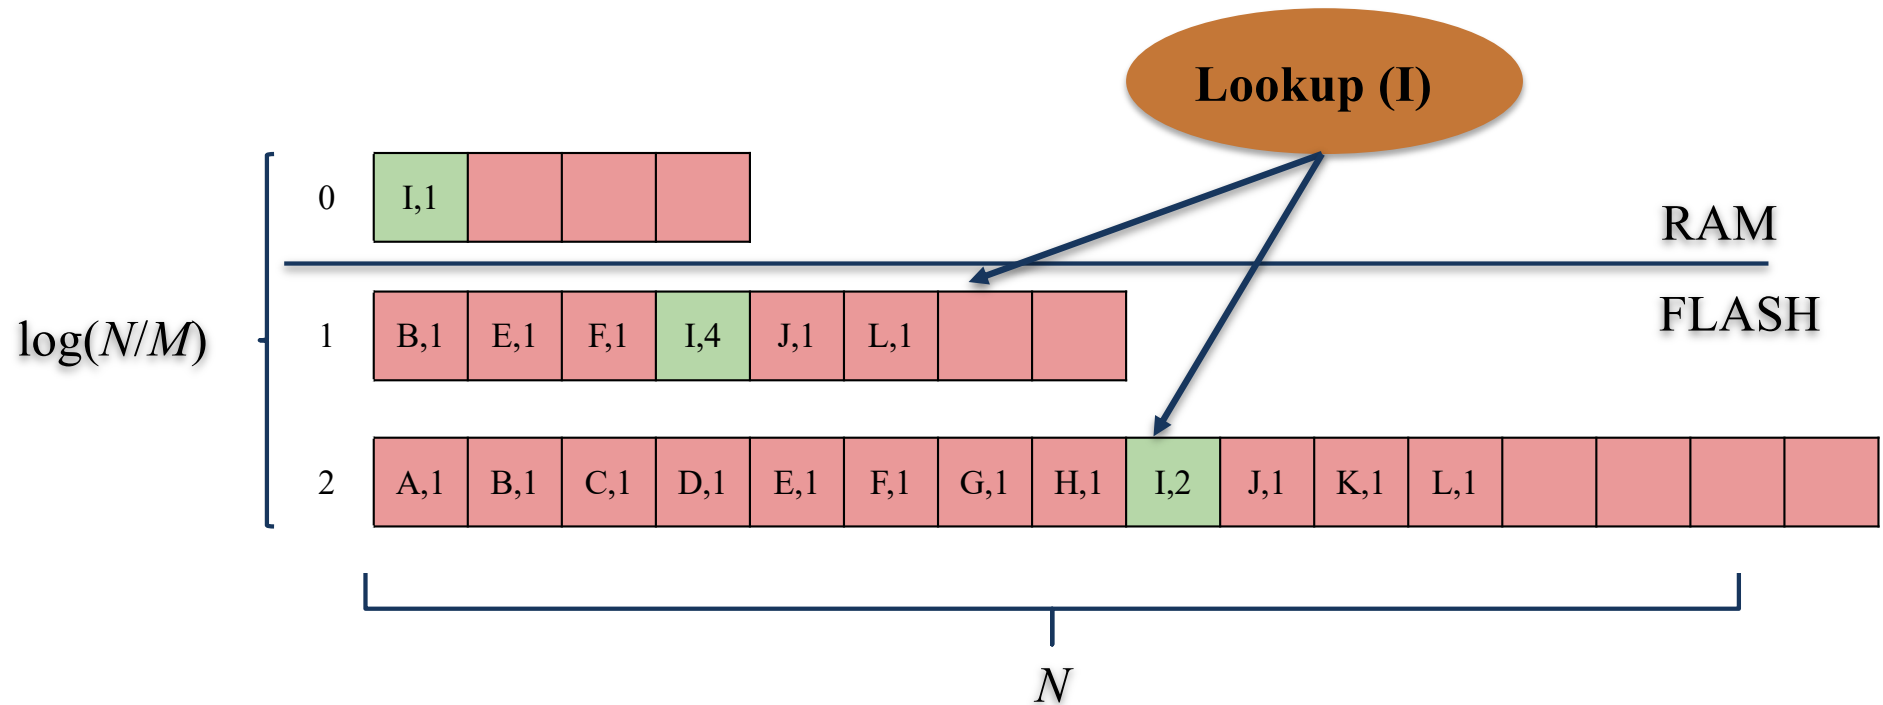 Lookup (I)
0 I,1
RAM
FLASH
log(N/M)
1 B,1 E,1 F,1 I,4 J,1 L,1
2 A,1 B,1 C,1 D,1 E,1 F,1 G,1 H,1 I,2 J,1 K,1 L,1
N